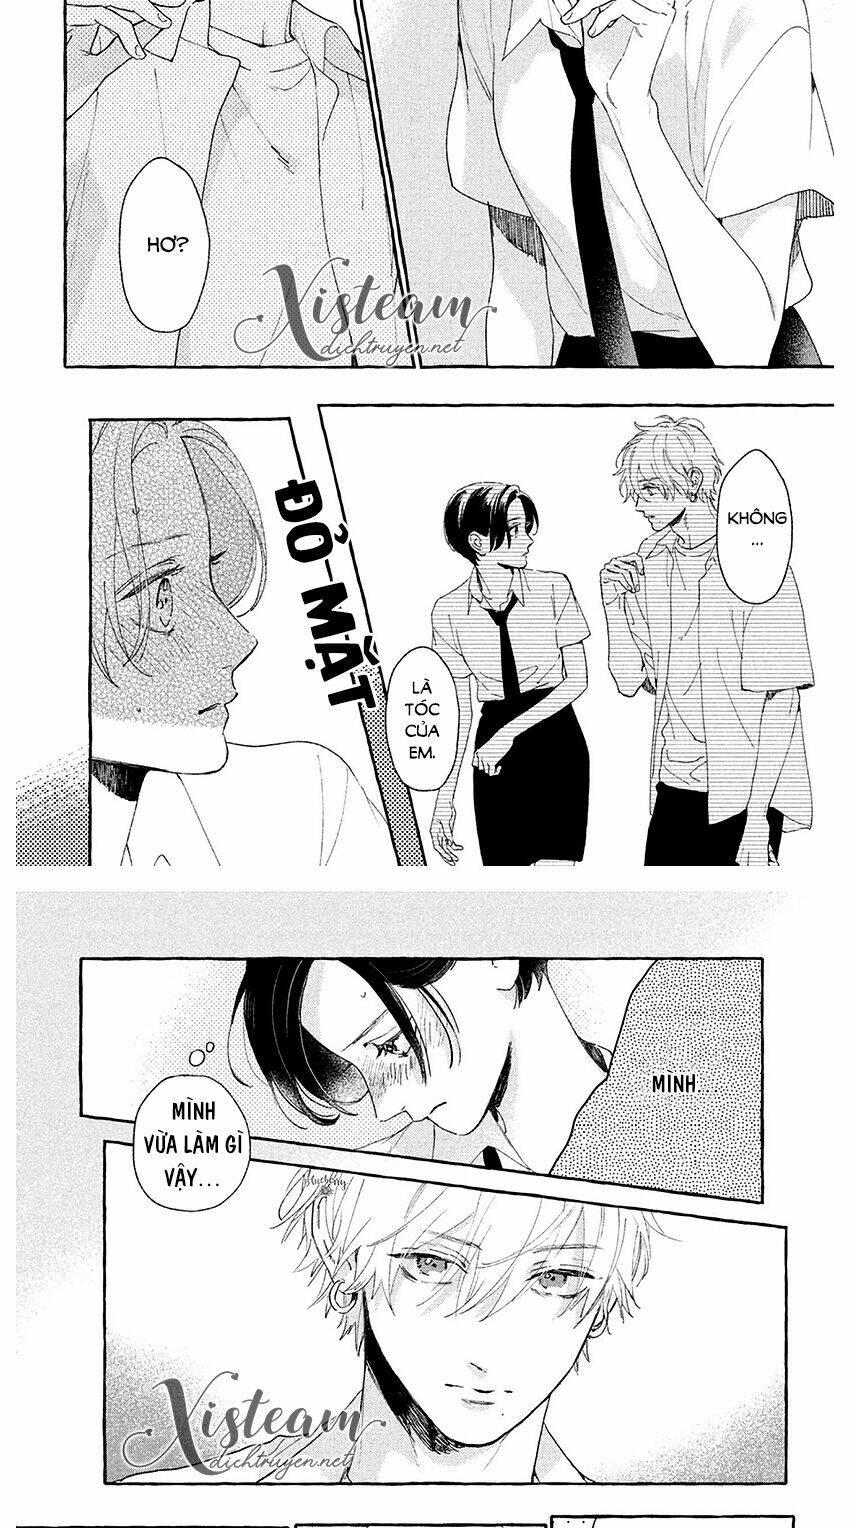 HƠ?
Xisteam
dichtruyen.net
KHÔNG
...
LÀ
TÓC
CỦA
EM.
ĐỎ MẶT
MINH
MÌNH
VỪA LÀM GÌ
VẬY...
Blueberry
Xisteam
dichtruyen.net